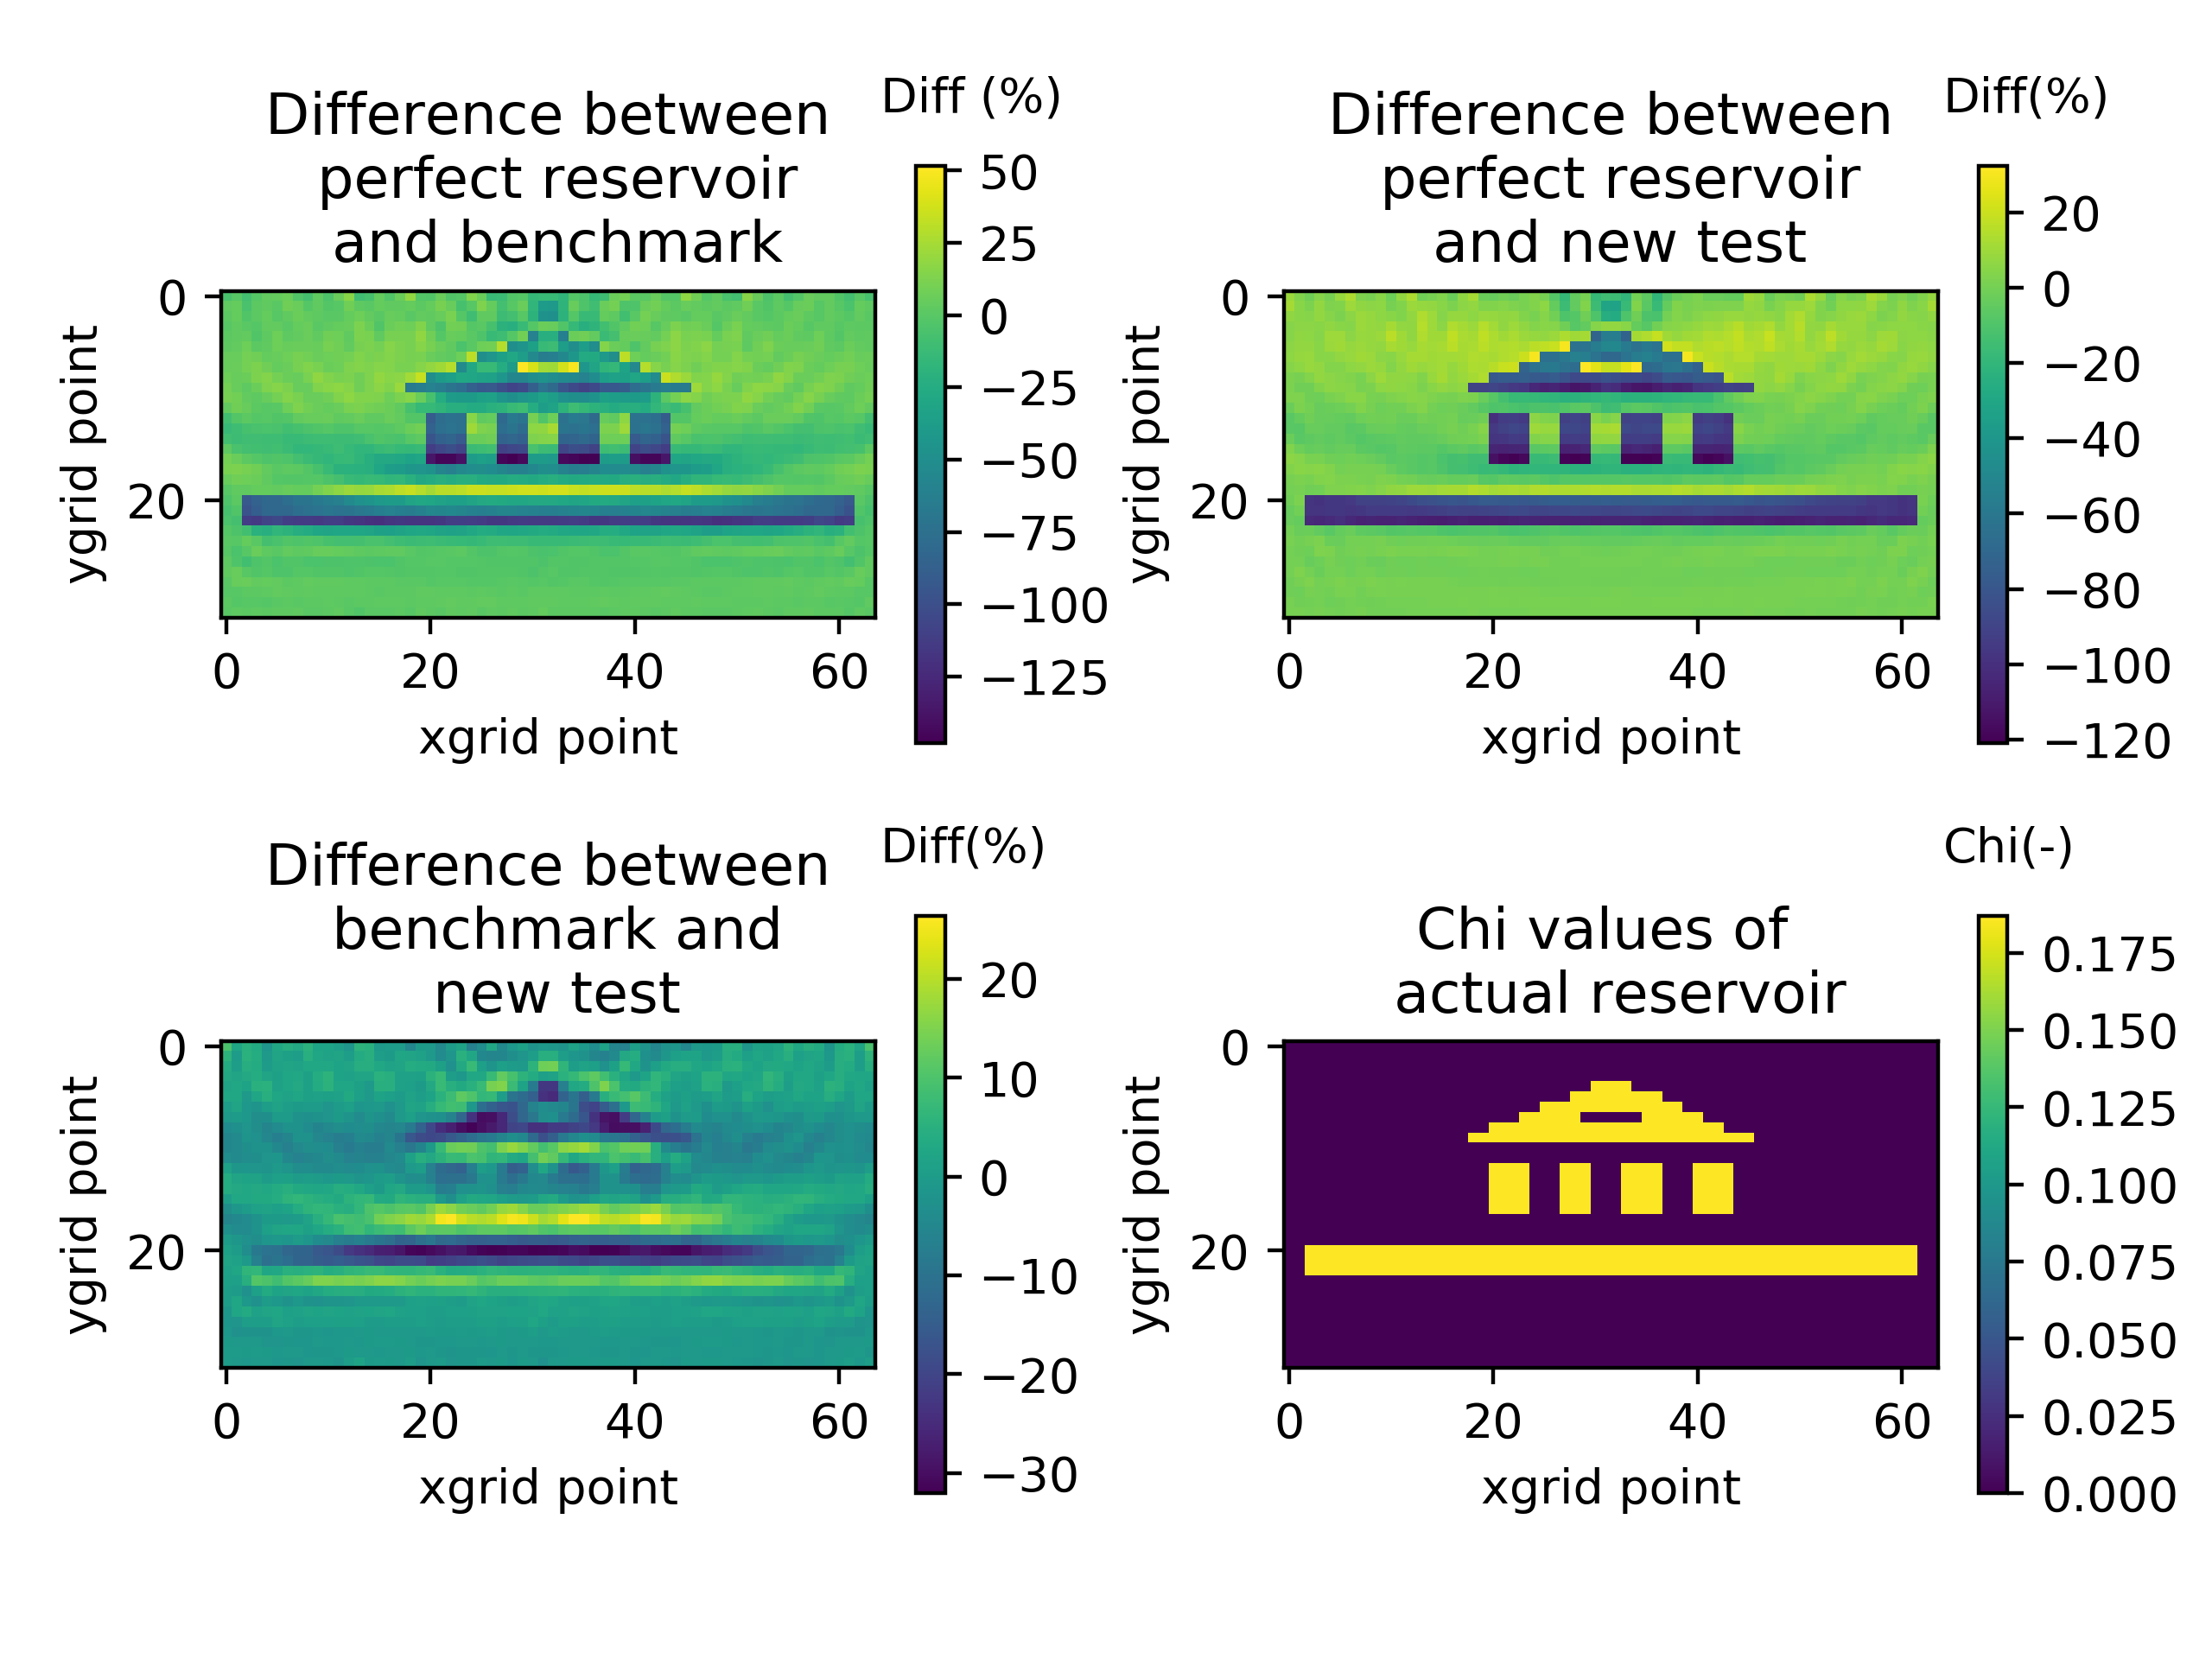 Difference between
perfect reservoir
and benchmark
Diff (%)
50
25
0
−25
−50
−75
−100
−125
0
20
ygrid point
0 20 40 60
xgrid point
Difference between
perfect reservoir
and new test
Diff(%)
20
0
−20
−40
−60
−80
−100
−120
0
20
ygrid point
0 20 40 60
xgrid point
Difference between
benchmark and
new test
Diff(%)
20
10
0
−10
−20
−30
0
20
ygrid point
0 20 40 60
xgrid point
Chi values of
actual reservoir
Chi(-)
0.175
0.150
0.125
0.100
0.075
0.050
0.025
0.000
0
20
ygrid point
0 20 40 60
xgrid point